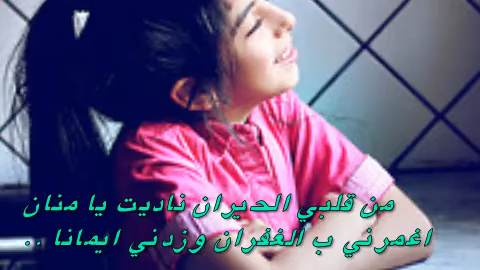 من قلبي الحيران ناديت يا منان
اغمرني ب الغفران وزدني ايمانا ..